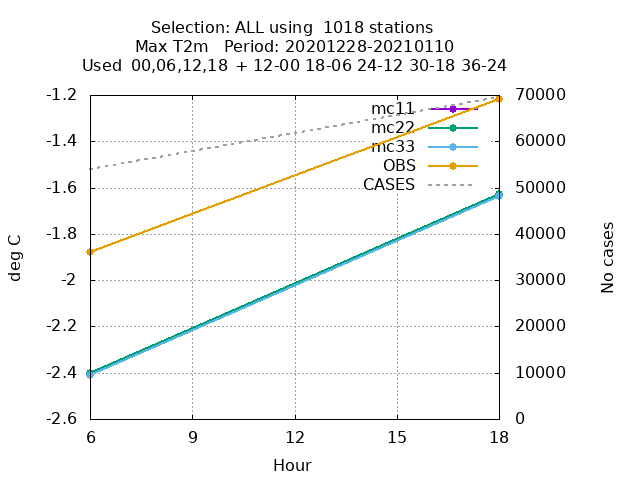 Selection: ALL using  1018 stations
Max T2m   Period: 20201228-20210110
Used  00,06,12,18 + 12-00 18-06 24-12 30-18 36-24
-1.2
-1.4
-1.6
-1.8
-2
-2.2
-2.4
-2.6
deg C
mc11
mc22
mc33
OBS
CASES
70000
60000
50000
40000
30000
20000
10000
0
No cases
6 9 12 15 18
Hour